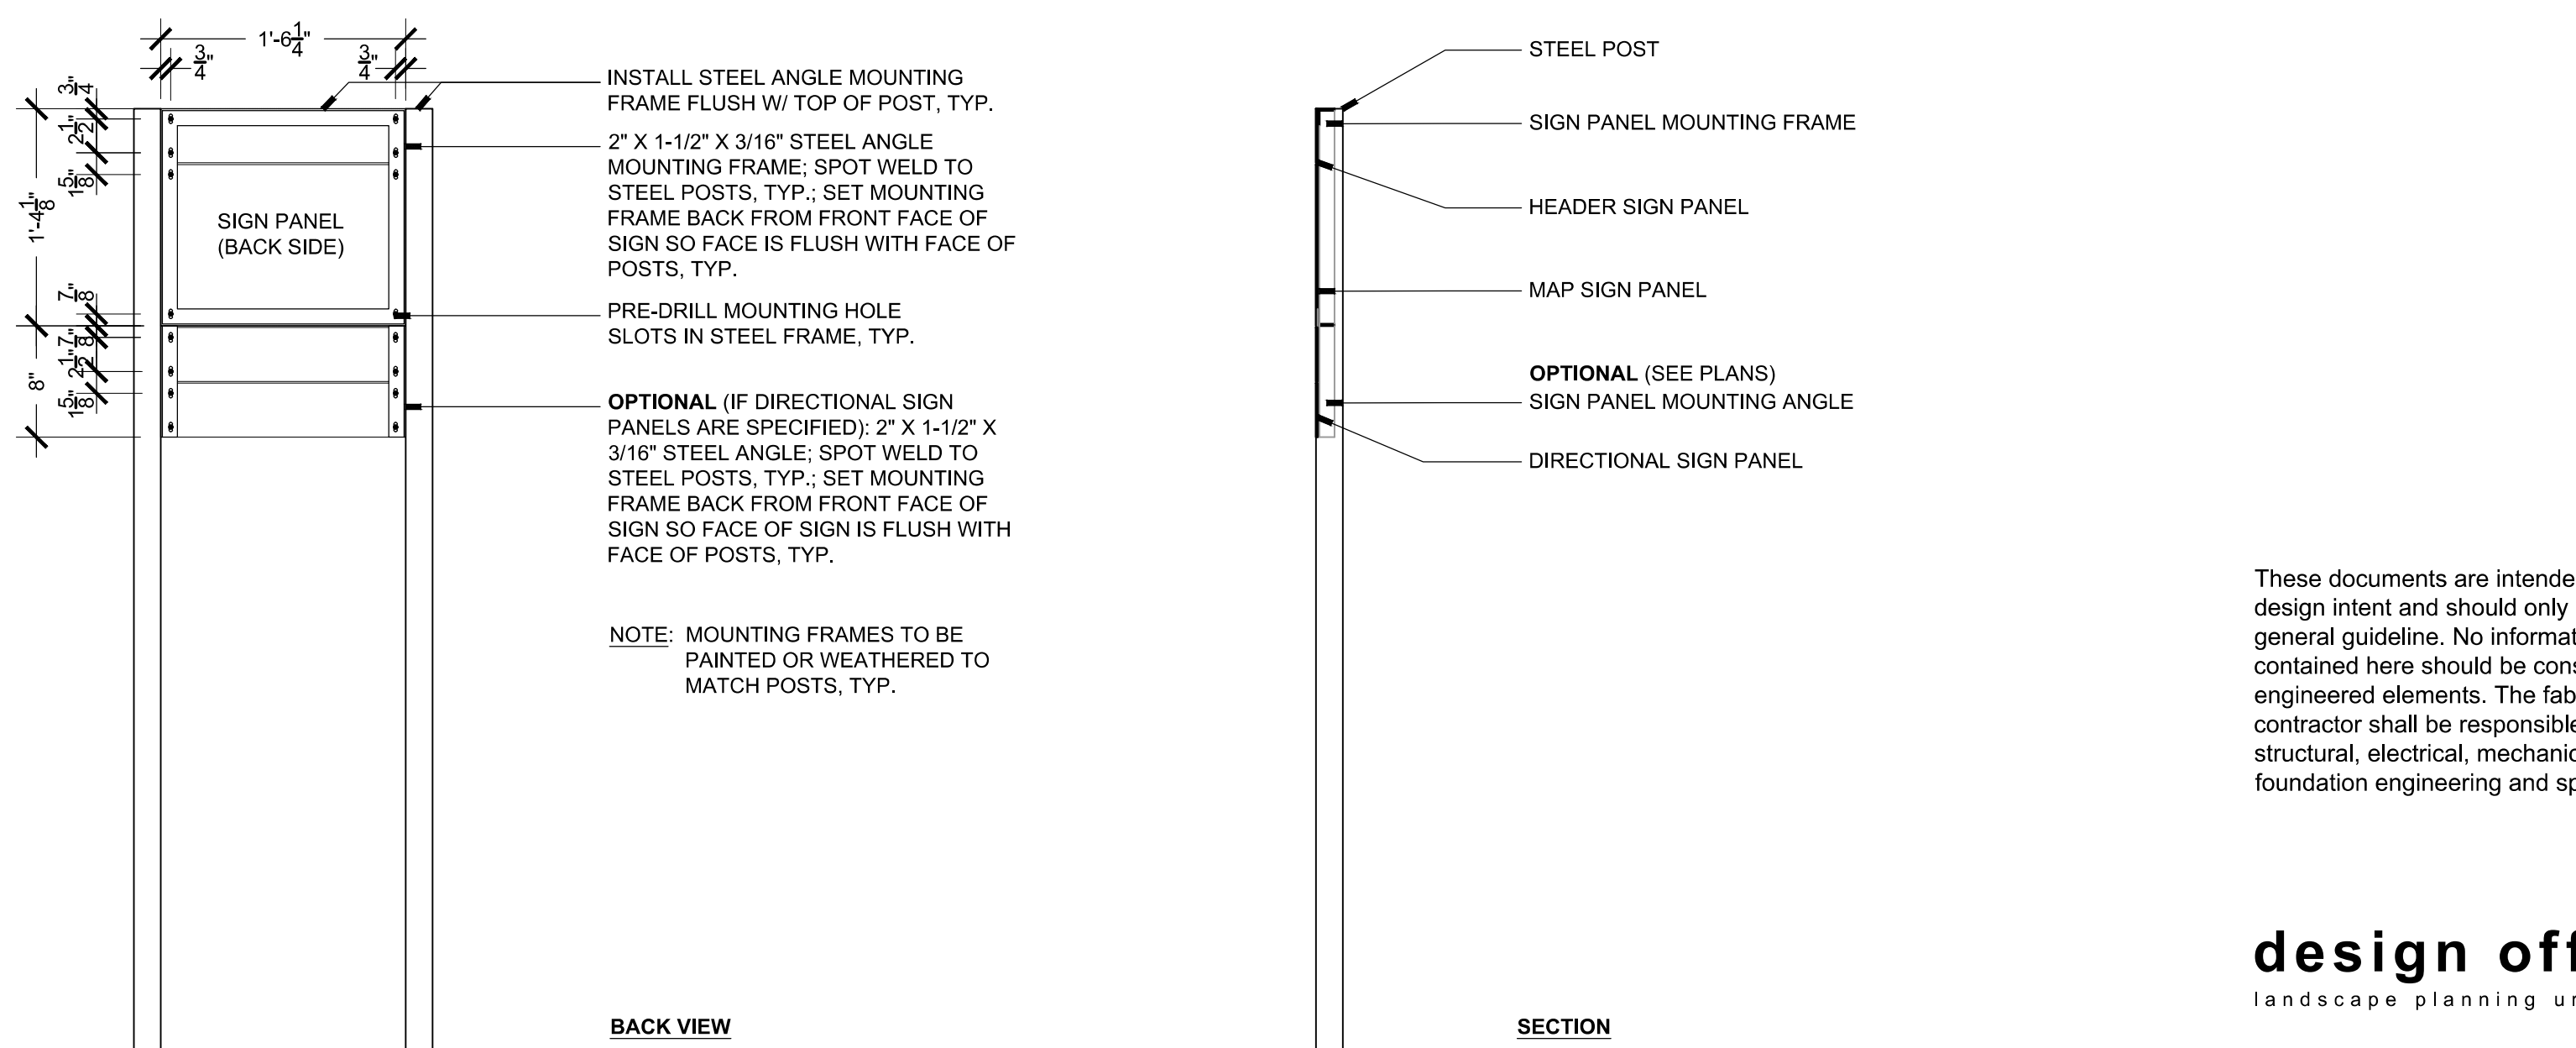 1'-6 1/4"
3/4"
3/4"
3/4"
2 1/2"
1 5/8"
1'-4 1/8"
7/8"
7/8"
2 1/2"
1 5/8"
8"
SIGN PANEL
(BACK SIDE)
INSTALL STEEL ANGLE MOUNTING
FRAME FLUSH W/ TOP OF POST, TYP.
2" X 1-1/2" X 3/16" STEEL ANGLE
MOUNTING FRAME; SPOT WELD TO
STEEL POSTS, TYP.; SET MOUNTING
FRAME BACK FROM FRONT FACE OF
SIGN SO FACE IS FLUSH WITH FACE OF
POSTS, TYP.
PRE-DRILL MOUNTING HOLE
SLOTS IN STEEL FRAME, TYP.
OPTIONAL (IF DIRECTIONAL SIGN
PANELS ARE SPECIFIED): 2" X 1-1/2" X
3/16" STEEL ANGLE; SPOT WELD TO
STEEL POSTS, TYP.; SET MOUNTING
FRAME BACK FROM FRONT FACE OF
SIGN SO FACE OF SIGN IS FLUSH WITH
FACE OF POSTS, TYP.
NOTE: MOUNTING FRAMES TO BE
PAINTED OR WEATHERED TO
MATCH POSTS, TYP.
BACK VIEW
STEEL POST
SIGN PANEL MOUNTING FRAME
HEADER SIGN PANEL
MAP SIGN PANEL
OPTIONAL (SEE PLANS)
SIGN PANEL MOUNTING ANGLE
DIRECTIONAL SIGN PANEL
SECTION
These documents are intende
design intent and should only
general guideline. No informat
contained here should be cons
engineered elements. The fab
contractor shall be responsible
structural, electrical, mechanic
foundation engineering and sp
design off
landscape planning ur